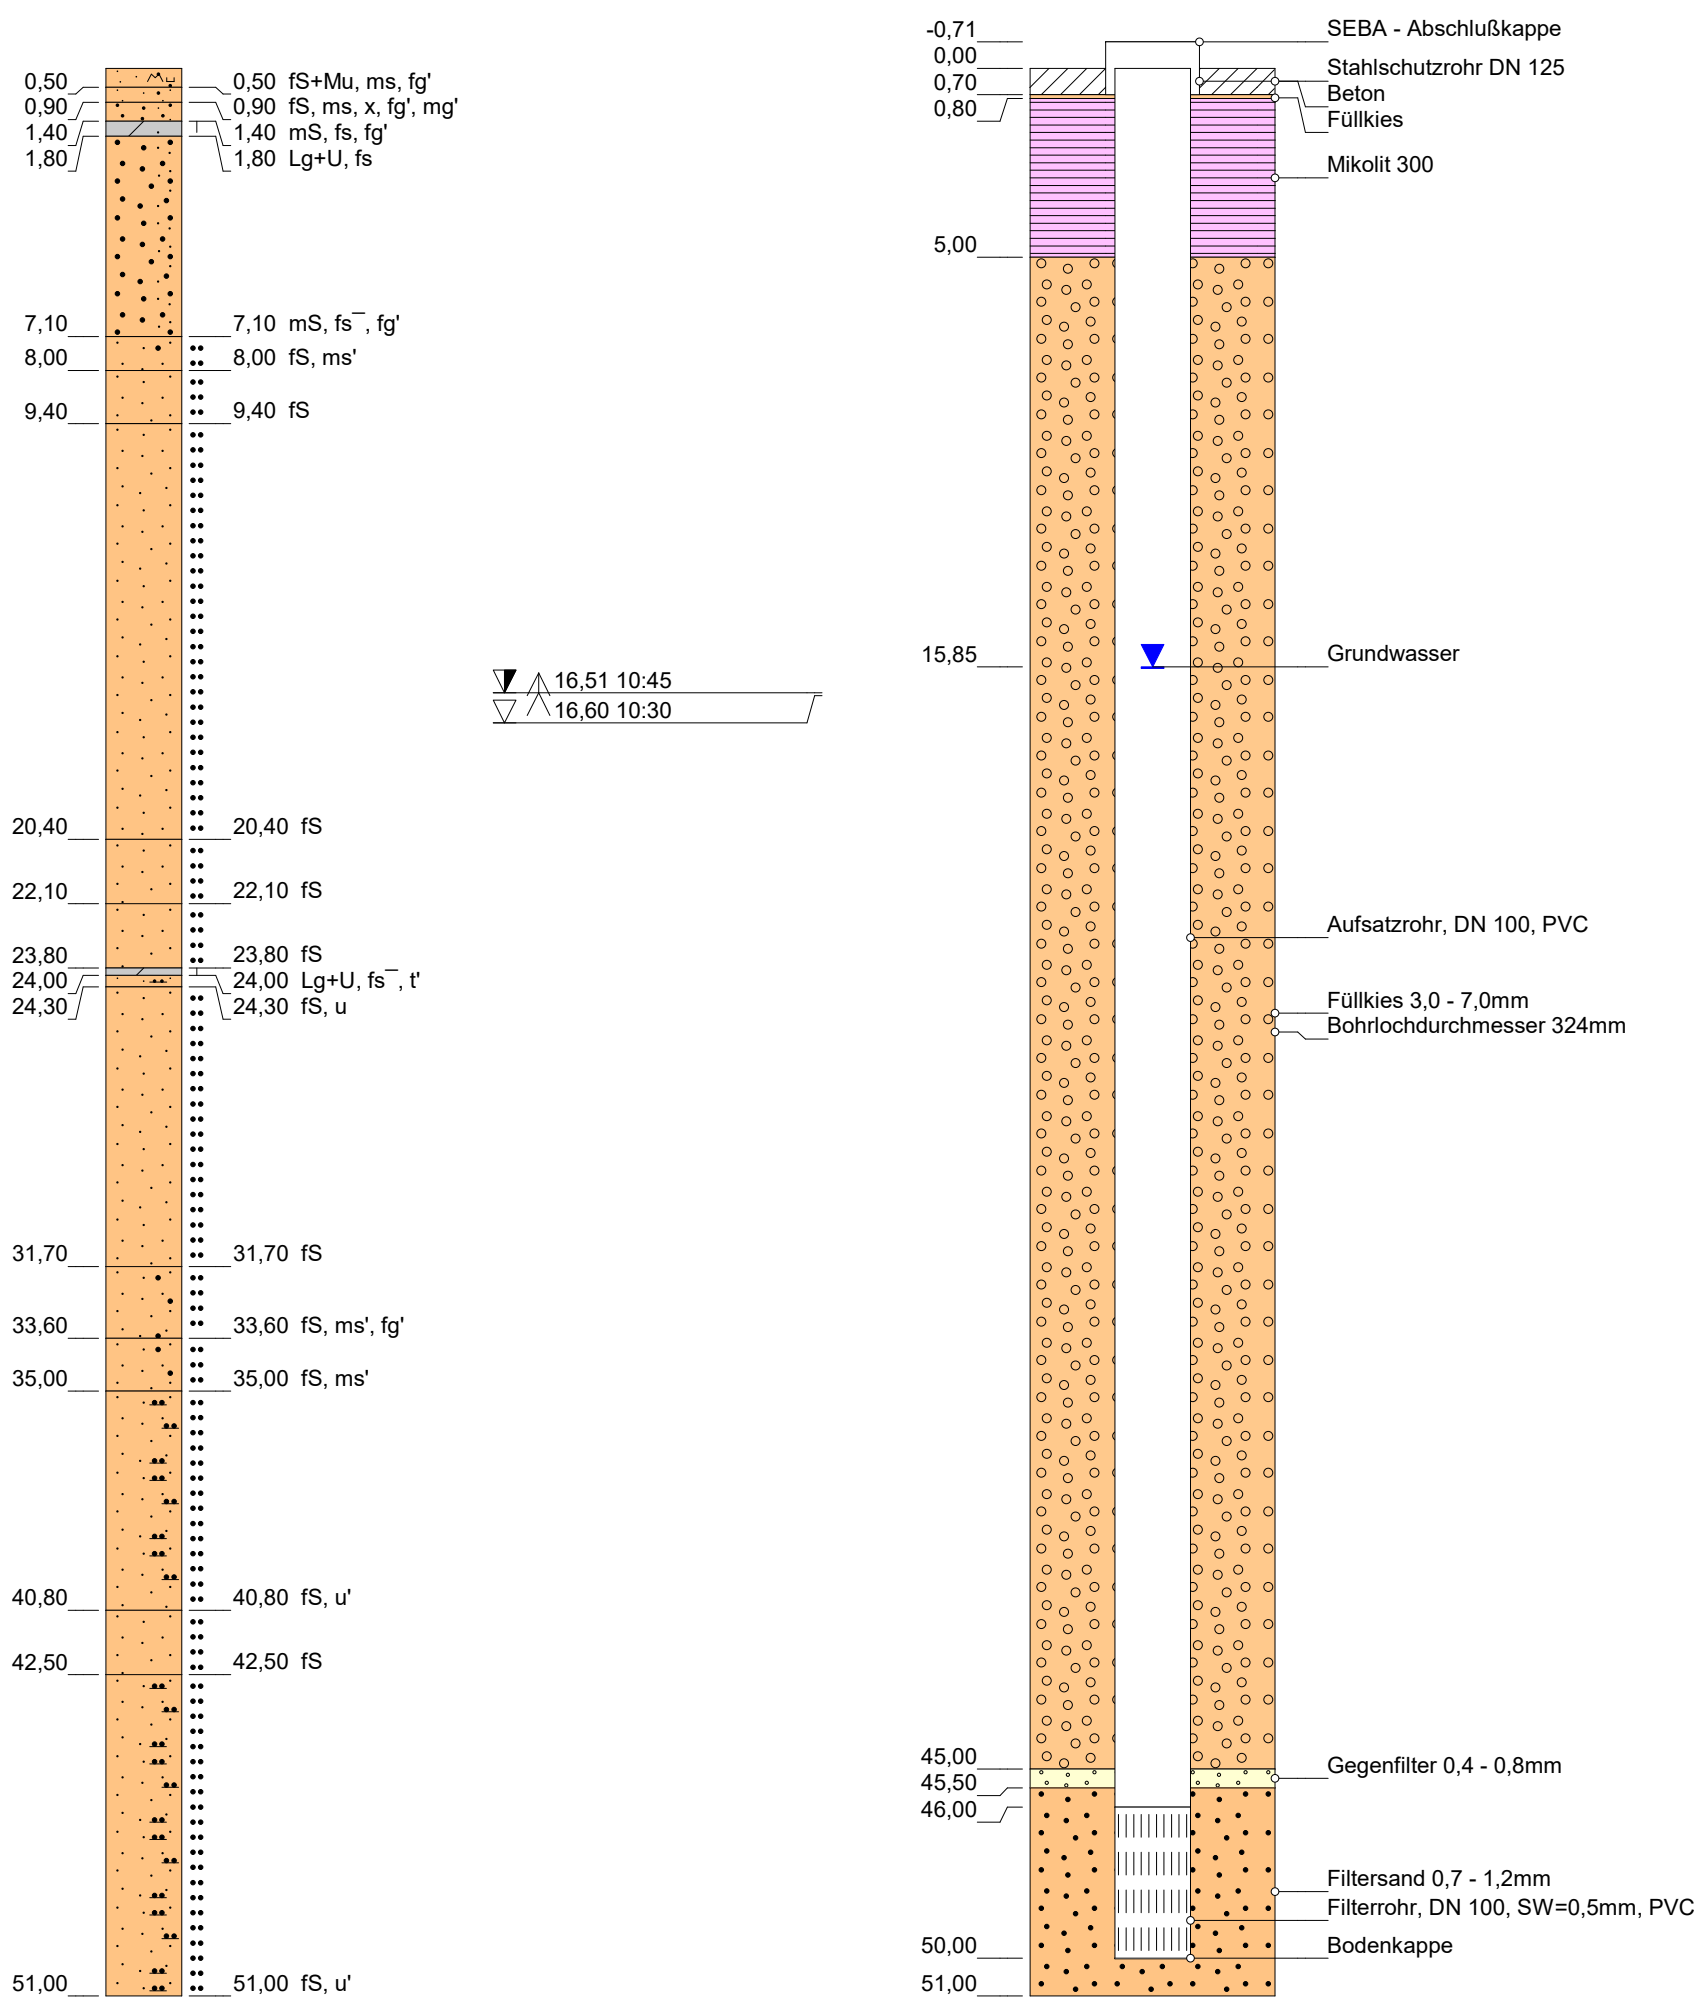 0,50 0,50 fS+Mu, ms, fg'
0,90 0,90 fS, ms, x, fg', mg'
1,40 1,40 mS, fs, fg'
1,80 1,80 Lg+U, fs
7,10 7,10 mS, fs¯, fg'
8,00 8,00 fS, ms'
9,40 9,40 fS
20,40 20,40 fS
22,10 22,10 fS
23,80 23,80 fS
24,00 24,00 Lg+U, fs¯, t'
24,30 24,30 fS, u
31,70 31,70 fS
33,60 33,60 fS, ms', fg'
35,00 35,00 fS, ms'
40,80 40,80 fS, u'
42,50 42,50 fS
51,00 51,00 fS, u'
16,51 10:45
16,60 10:30
-0,71
0,00
0,70
0,80
5,00
15,85
45,00
45,50
46,00
50,00
51,00
SEBA - Abschlußkappe
Stahlschutzrohr DN 125
Beton
Füllkies
Mikolit 300
Grundwasser
Aufsatzrohr, DN 100, PVC
Füllkies 3,0 - 7,0mm
Bohrlochdurchmesser 324mm
Gegenfilter 0,4 - 0,8mm
Filtersand 0,7 - 1,2mm
Filterrohr, DN 100, SW=0,5mm, PVC
Bodenkappe